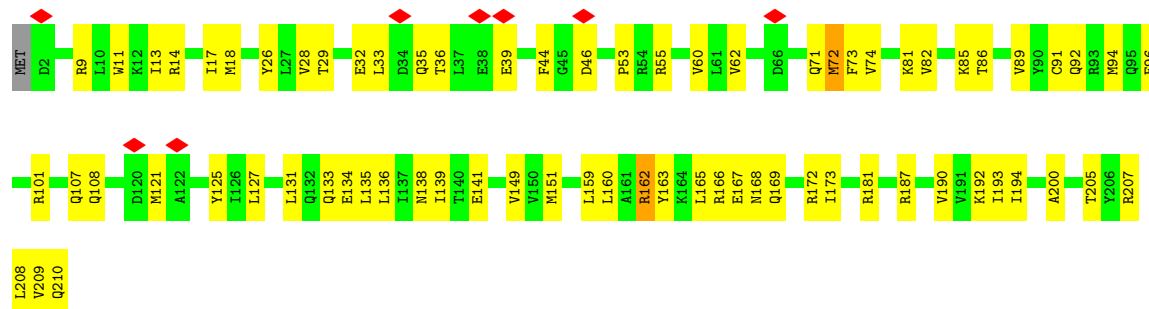 MET D2 R9 L10 W11 K12 I13 R14 I17 M18 Y26 L27 V28 T29 E32 L33 D34 Q35 T36 L37 E38 E39 F44 G45 D46 P53 R54 R55 V60 L61 V62 D66 Q71 M72 F73 V74 K81 V82 K85 T86 V89 Y90 C91 Q92 R93 M94 Q95
R101 Q107 Q108 D120 M121 A122 Y125 I126 L127 L131 Q132 Q133 E134 L135 L136 I137 N138 I139 T140 E141 V149 V150 M151 L159 L160 A161 R162 Y163 K164 L165 R166 E167 N168 Q169 R172 I173 R181 R187 V190 V191 K192 I193 I194 A200 T205 Y206 R207
L208 V209 Q210